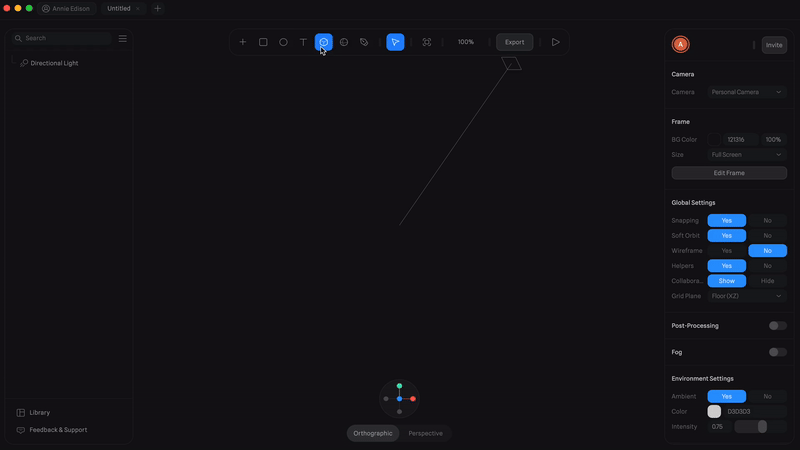 Annie Edison
Untitled
Search
100%
Export
Directional Light
A
Invite
Camera
Camera Personal Camera
Frame
BG Color 121316 100%
Size Full Screen
Edit Frame
Global Settings
Snapping Yes No
Soft Orbit Yes No
Wireframe Yes No
Helpers Yes No
Collabora... Show Hide
Grid Plane Floor (XZ)
Post-Processing
Fog
Environment Settings
Ambient Yes No
Color D3D3D3
Intensity 0.75
Library
Feedback & Support
Orthographic Perspective